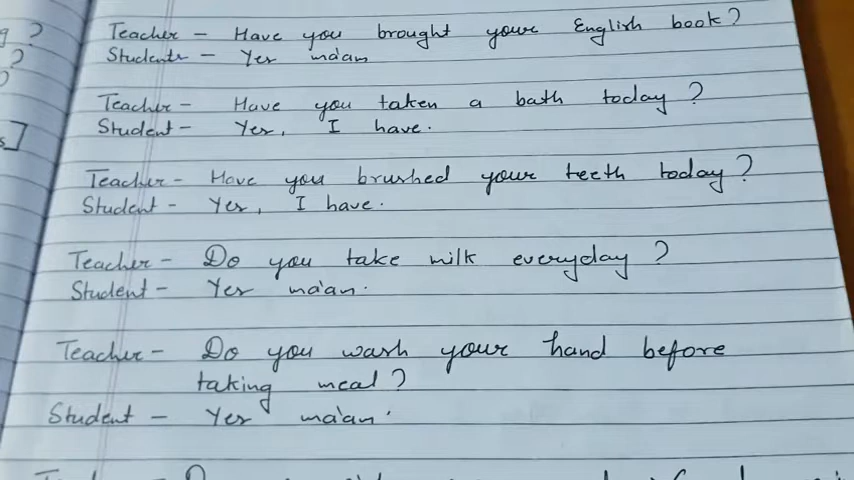 g ?
Teacher - Have you brought your English book?
?
Students - Yes ma'am
?
Teacher - Have you taken a bath today ?
s]
Student - Yes, I have.
Teacher - Have you brushed your teeth today ?
Student - Yes, I have.
Teacher - Do you take milk everyday ?
Student - Yes ma'am.
Teacher - Do you wash your hand before
taking meal ?
Student - Yes ma'am.